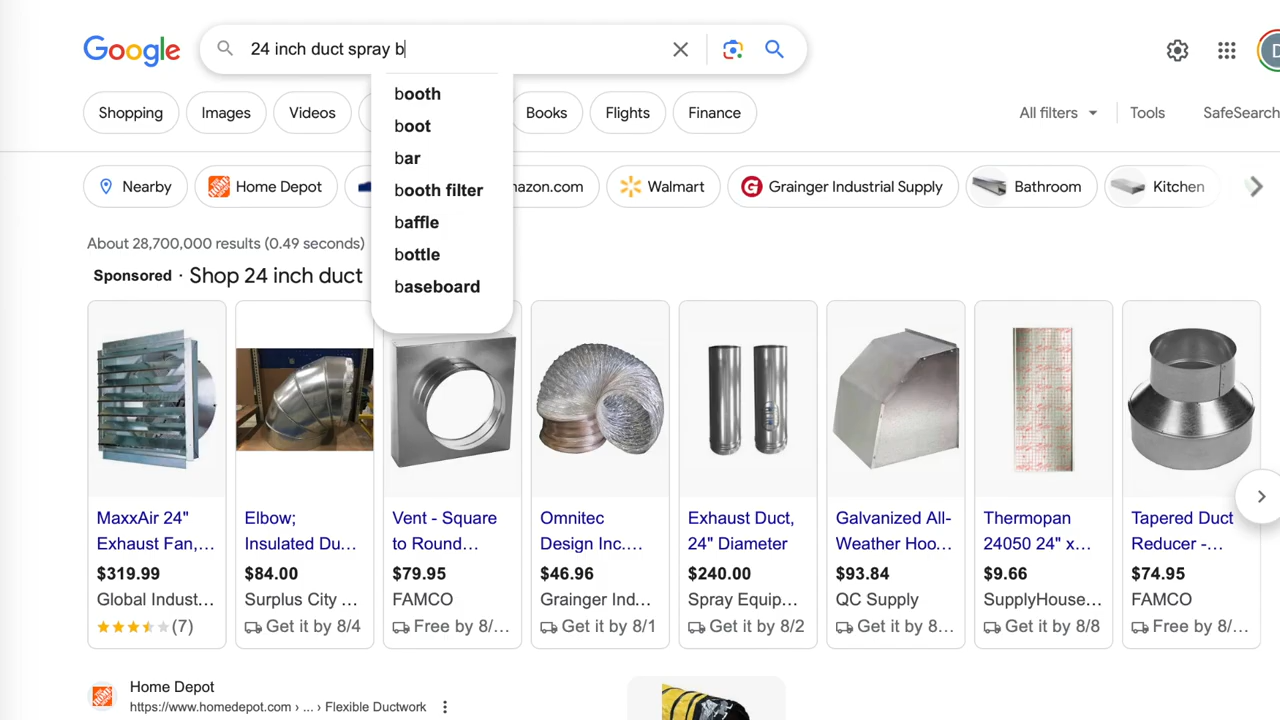 Google
24 inch duct spray b
D
booth
boot
bar
booth filter
baffle
bottle
baseboard
Shopping
Images
Videos
Books
Flights
Finance
All filters
Tools
SafeSearch
Nearby
Home Depot
mazon.com
Walmart
Grainger Industrial Supply
Bathroom
Kitchen
About 28,700,000 results (0.49 seconds)
Sponsored · Shop 24 inch duct
MaxxAir 24"
Exhaust Fan,...
$319.99
Global Indust...
(7)
Elbow;
Insulated Du...
$84.00
Surplus City ...
Get it by 8/4
Vent - Square
to Round...
$79.95
FAMCO
Free by 8/...
Omnitec
Design Inc....
$46.96
Grainger Ind...
Get it by 8/1
Exhaust Duct,
24" Diameter
$240.00
Spray Equip...
Get it by 8/2
Galvanized All-
Weather Hoo...
$93.84
QC Supply
Get it by 8...
Thermopan
24050 24" x...
$9.66
SupplyHouse...
Get it by 8/8
Tapered Duct
Reducer -...
$74.95
FAMCO
Free by 8/...
Home Depot
https://www.homedepot.com › ... › Flexible Ductwork